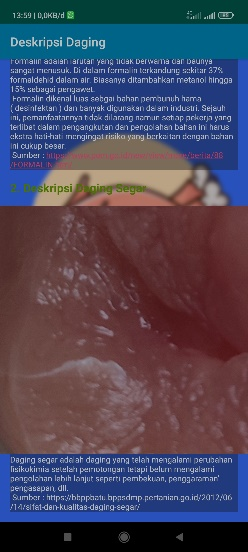 13:59 | 0,0KB/d
Deskripsi Daging
Formalin adalah larutan yang tidak berwarna dan baunya
sangat menusuk. Di dalam formalin terkandung sekitar 37%
formaldehid dalam air. Biasanya ditambahkan metanol hingga
15% sebagai pengawet.
Formalin dikenal luas sebgai bahan pembunuh hama
( desinfektan ) dan banyak digunakan dalam industri. Sejauh
ini, pemanfaatannya tidak dilarang namun setiap pekerja yang
terlibat dalam pengangkutan dan pengolahan bahan ini harus
ekstra hati-hati mengingat risiko yang berkaitan dengan bahan
ini cukup besar.
Sumber :
/FORMALIN
2. Deskripsi Daging Segar
Daging segar adalah daging yang telah mengalami perubahan
fisikokimia setelah pemotongan tetapi belum mengalami
pengolahan lebih lanjut seperti pembekuan, penggaraman'
pengasapan, dll.
Sumber : https://hbppbatu.bppsdmp.pertanian.go.id/2012/06
/14/sifat-dan-kualitas-daging-segar/